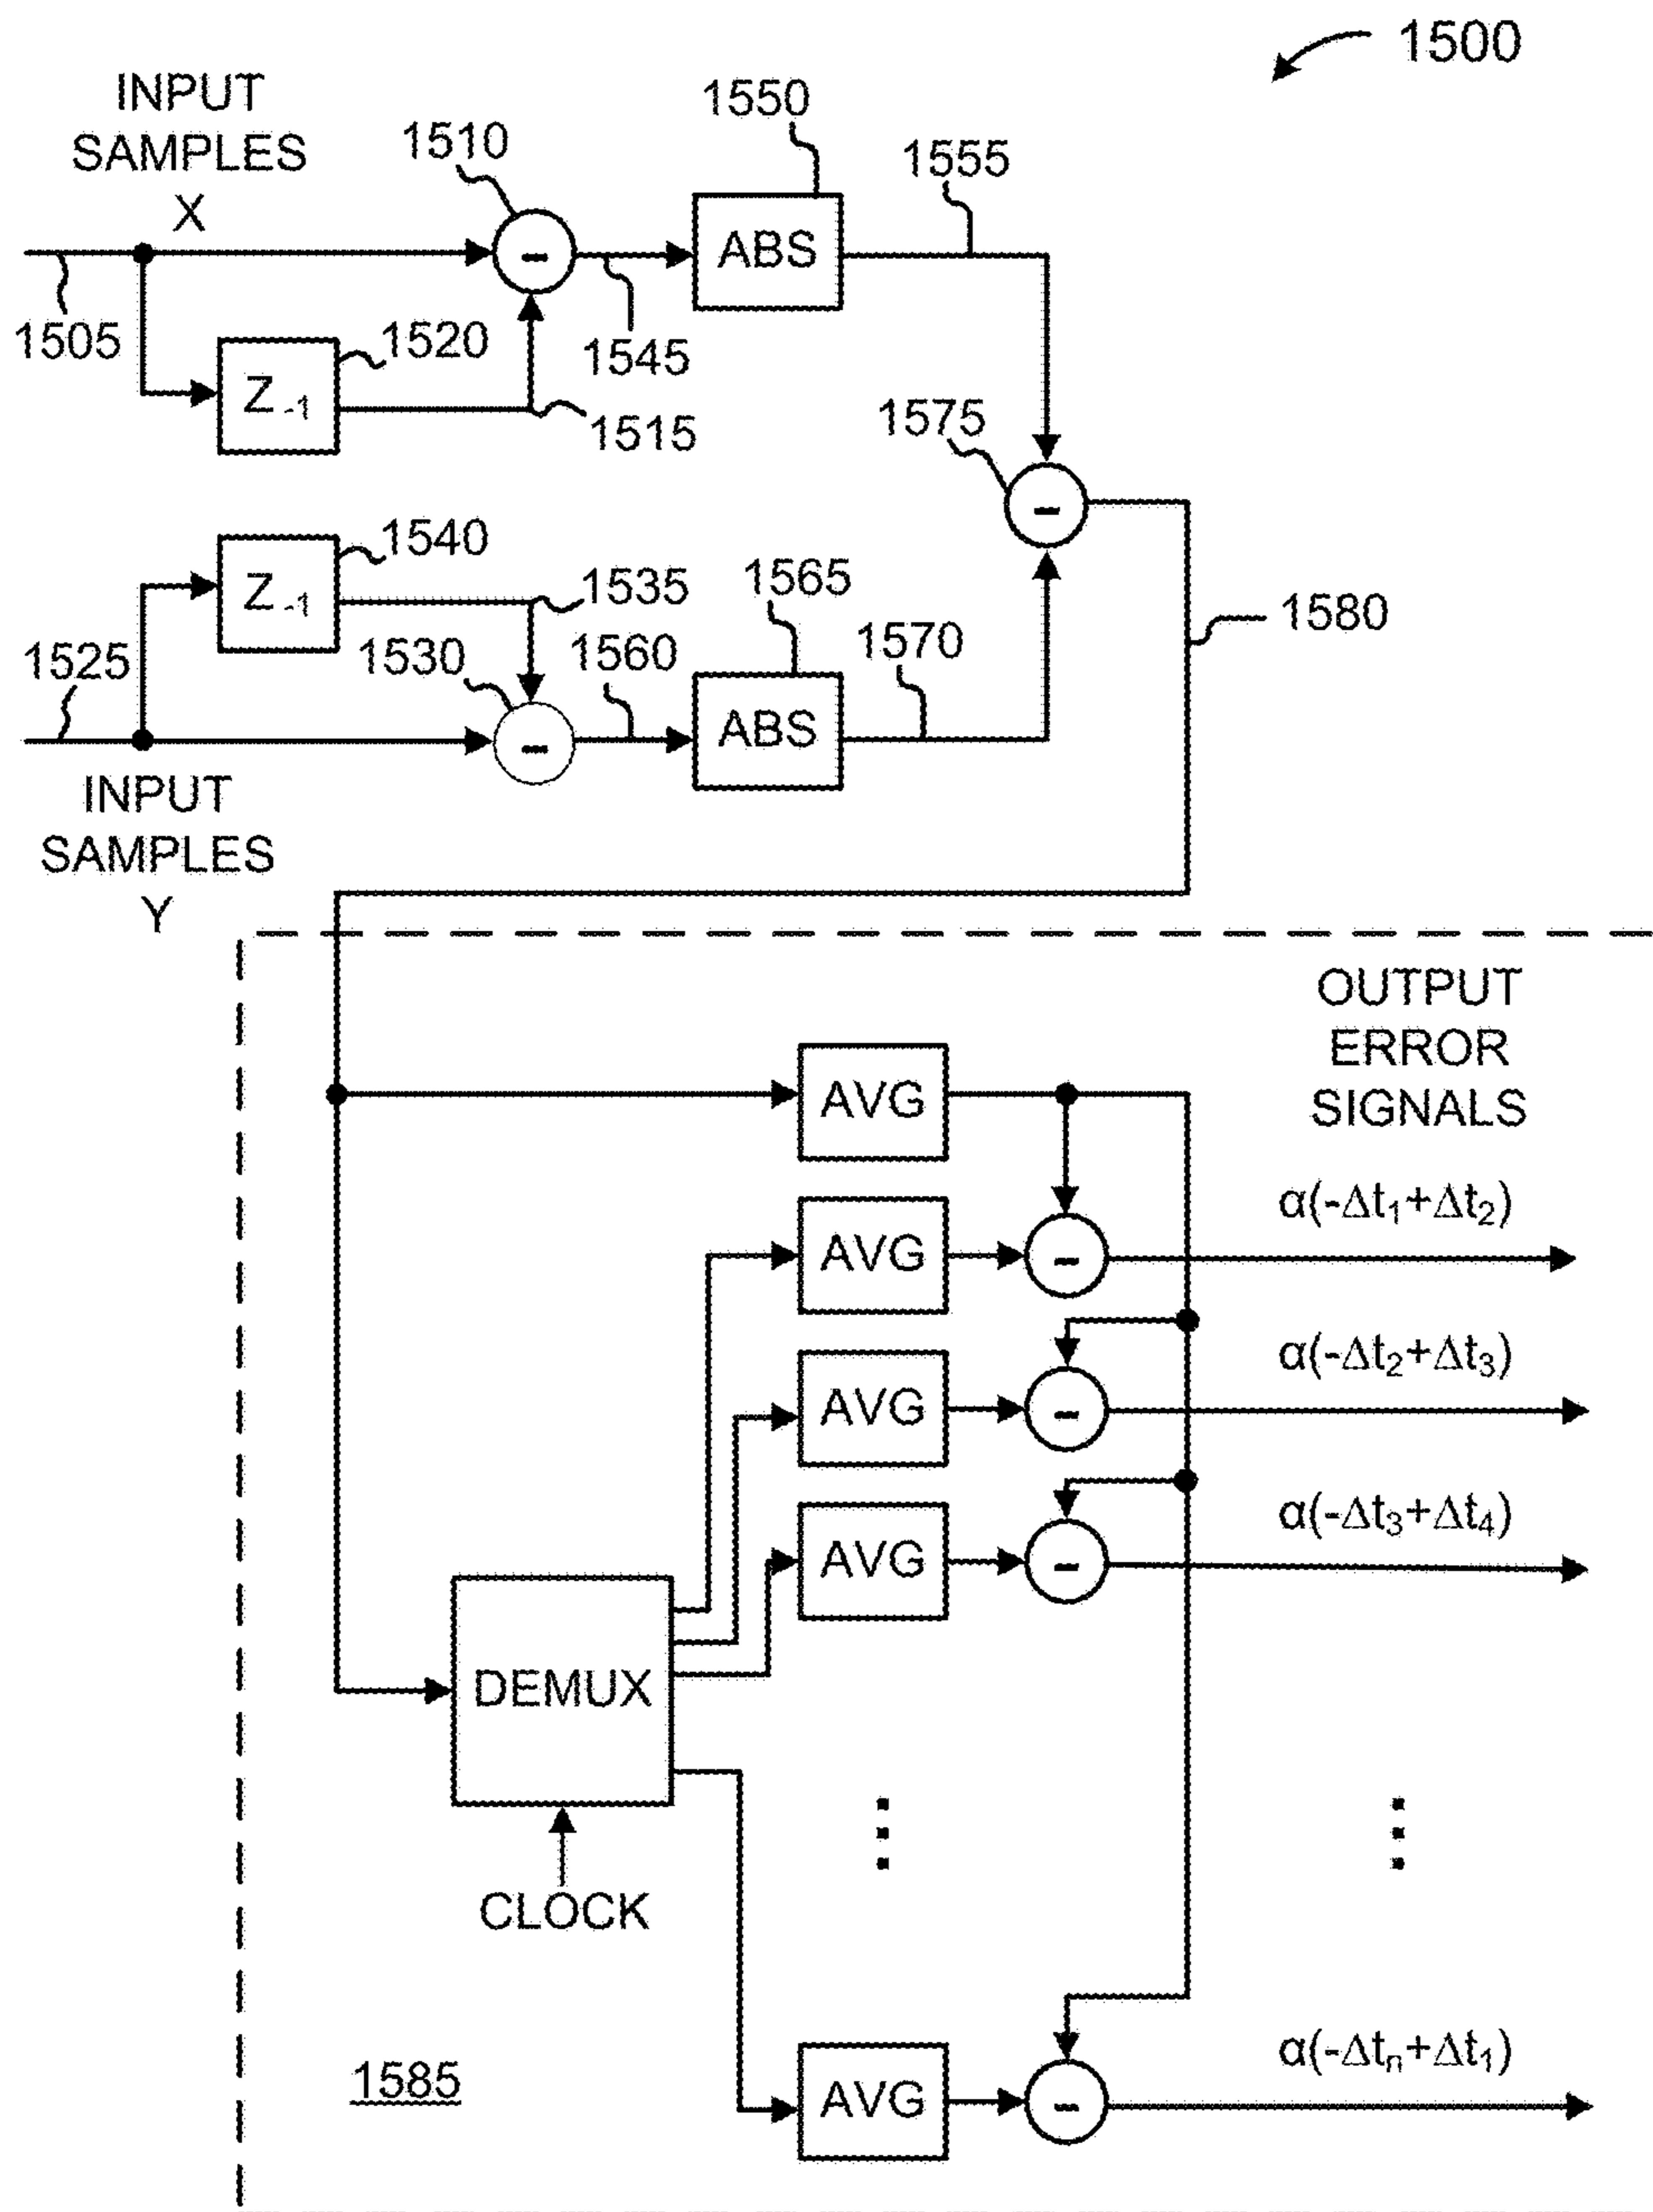 1500
INPUT
SAMPLES
X
1510
1550
1555
-
ABS
1505
1520
1545
Z-1
1515
1575
-
1540
Z-1
1535
1565
1580
1525
1530
1560
1570
-
ABS
INPUT
SAMPLES
Y
OUTPUT
ERROR
SIGNALS
AVG
α(-Δt1+Δt2)
AVG
-
α(-Δt2+Δt3)
AVG
-
α(-Δt3+Δt4)
AVG
-
DEMUX
CLOCK
α(-Δtn+Δt1)
1585
AVG
-